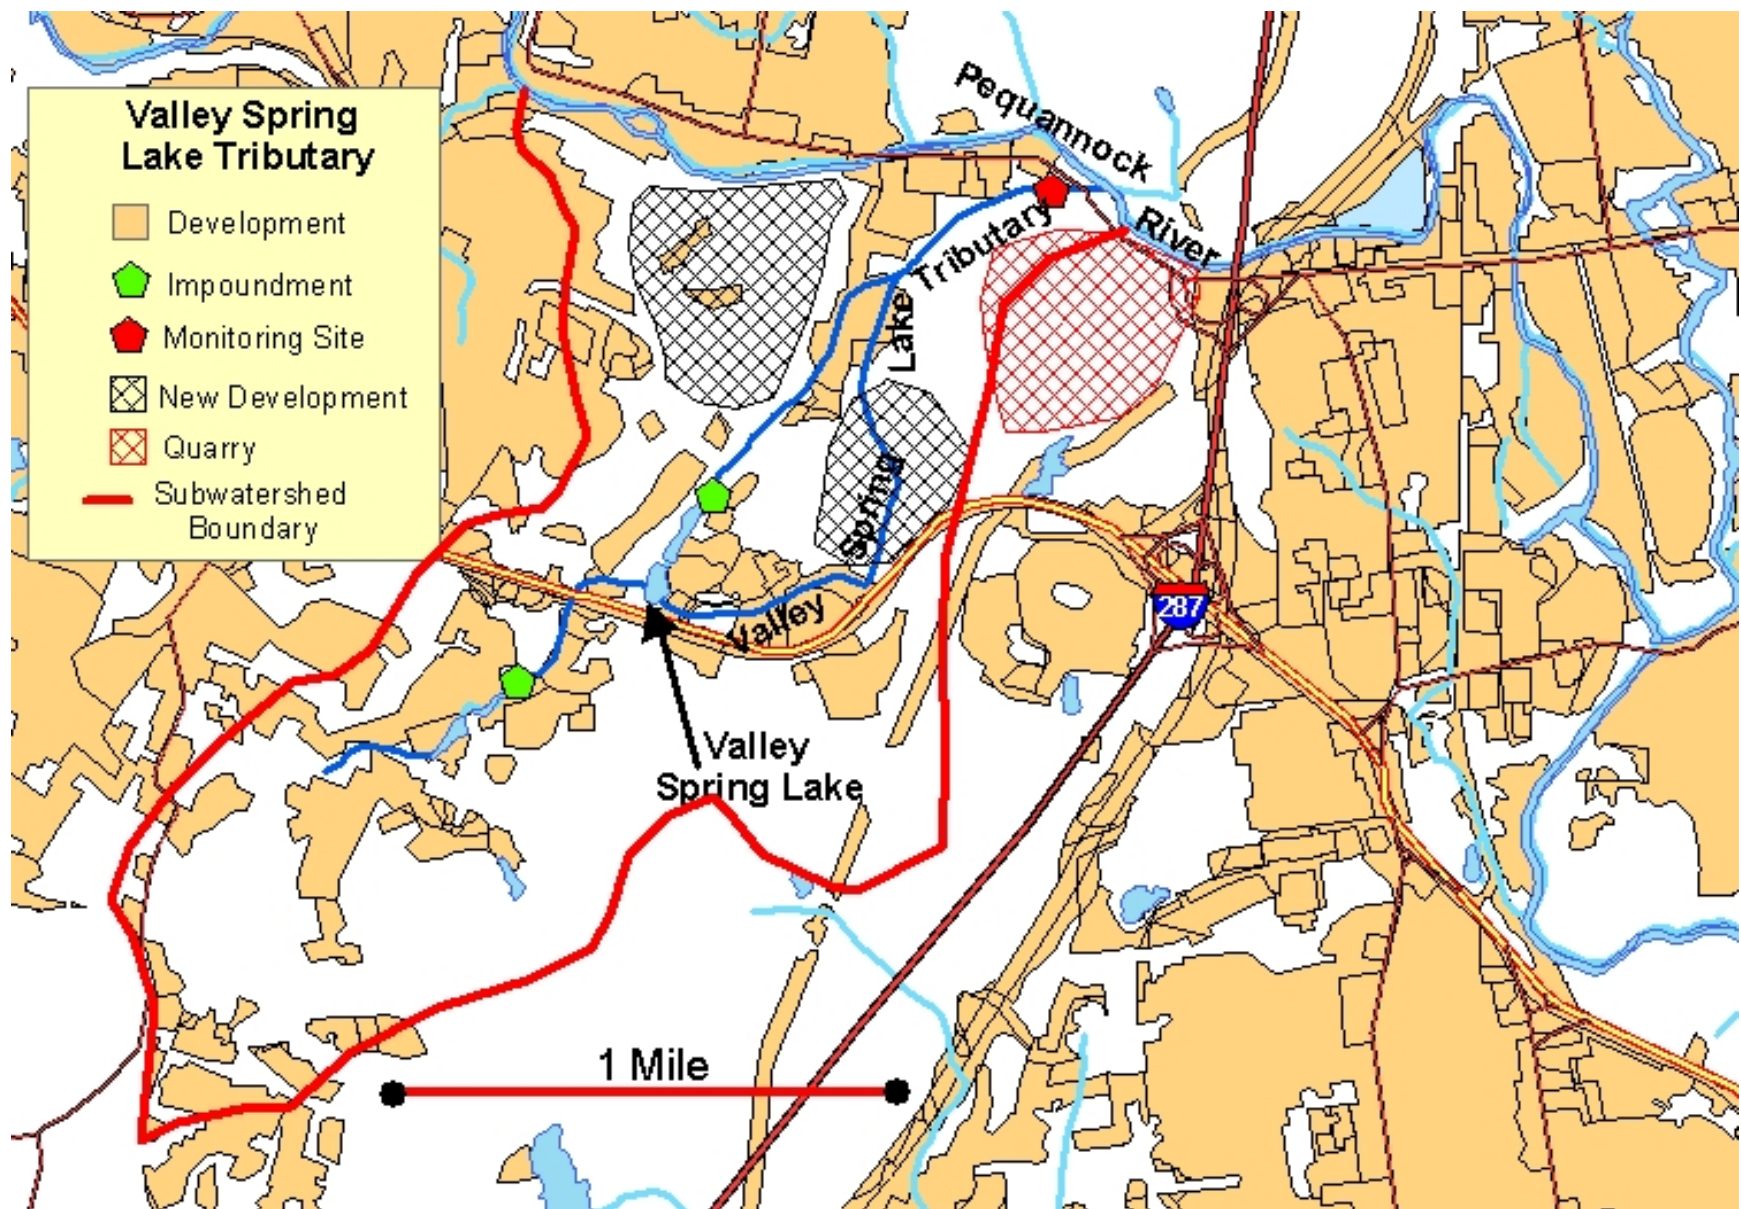 Valley Spring
Lake Tributary
Development
Impoundment
Monitoring Site
New Development
Quarry
Subwatershed
Boundary
Pequannock
River
Tributary
Lake
Spring
Valley
287
Valley
Spring Lake
1 Mile